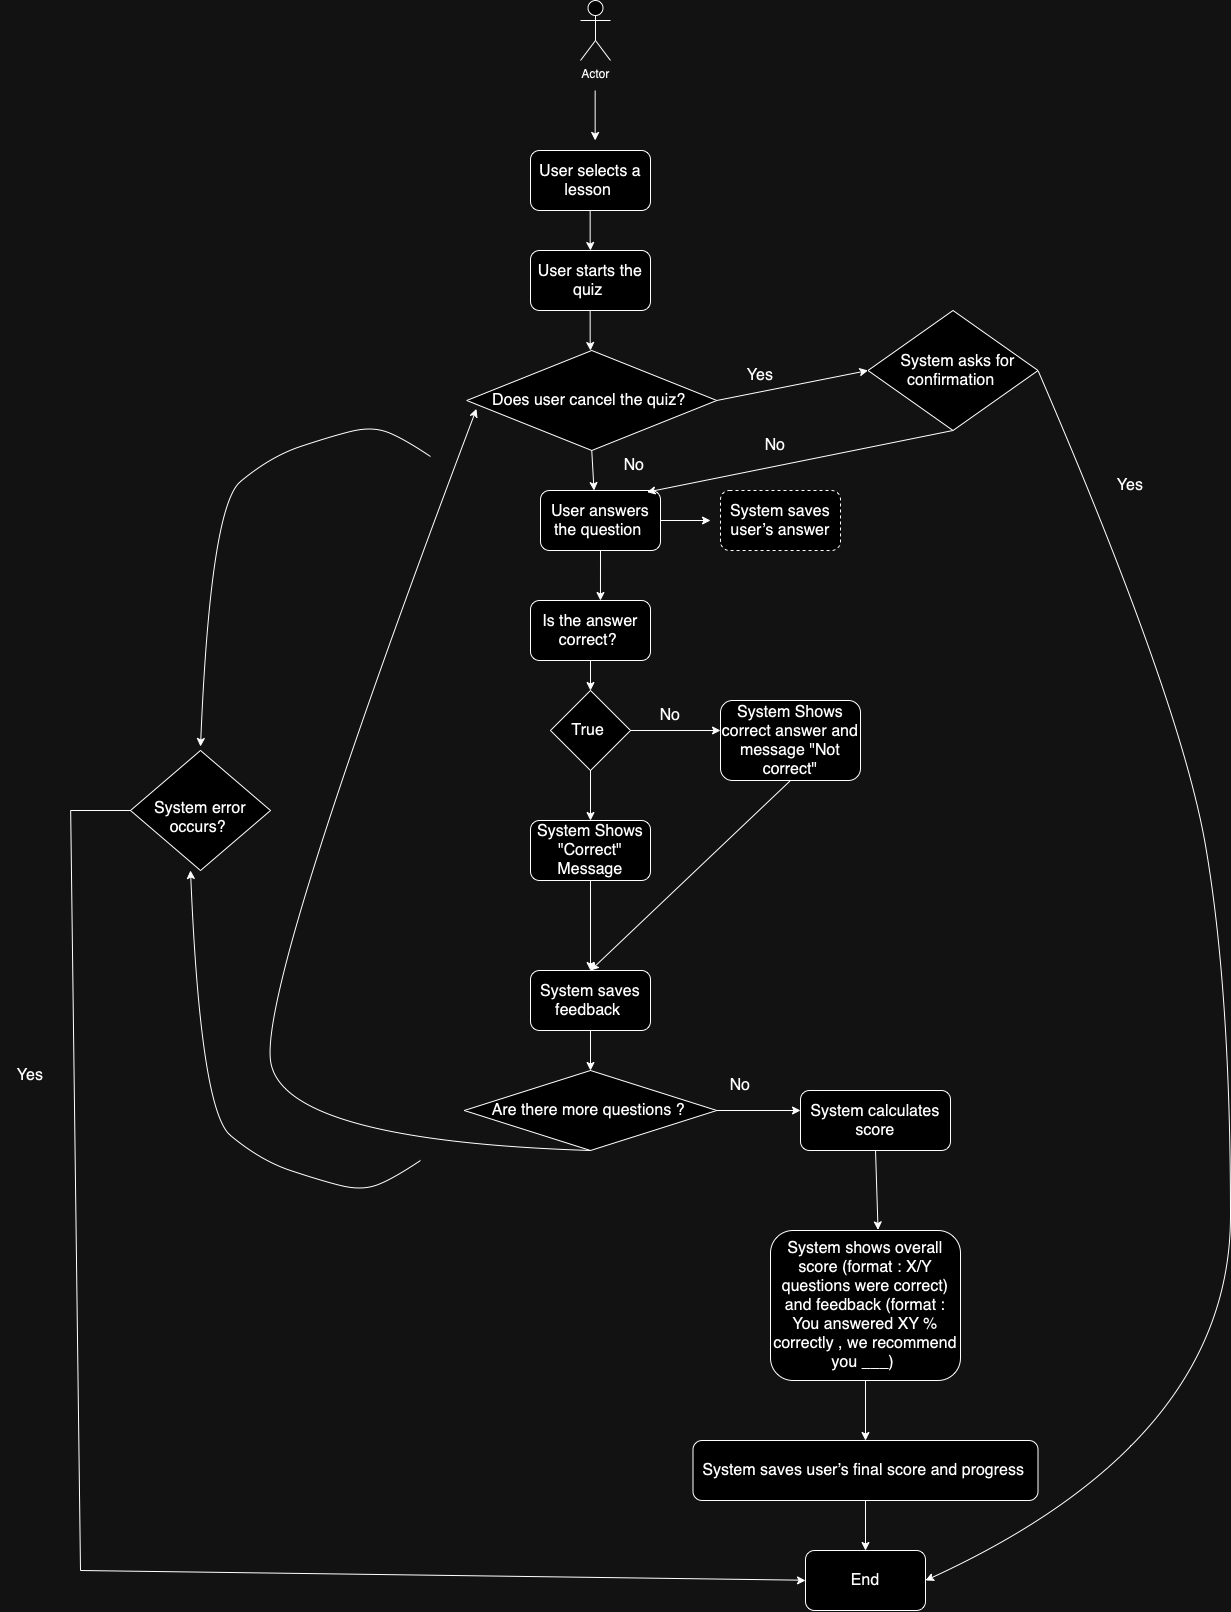 Actor
User selects a
lesson
User starts the
quiz
Does user cancel the quiz?
Yes
System asks for
confirmation
No
No
Yes
User answers
the question
System saves
user’s answer
Is the answer
correct?
True
No
System Shows
correct answer and
message "Not
correct"
System error
occurs?
System Shows
"Correct"
Message
System saves
feedback
Yes
Are there more questions ?
No
System calculates
score
System shows overall
score (format : X/Y
questions were correct)
and feedback (format :
You answered XY %
correctly , we recommend
you ___)
System saves user’s final score and progress
End